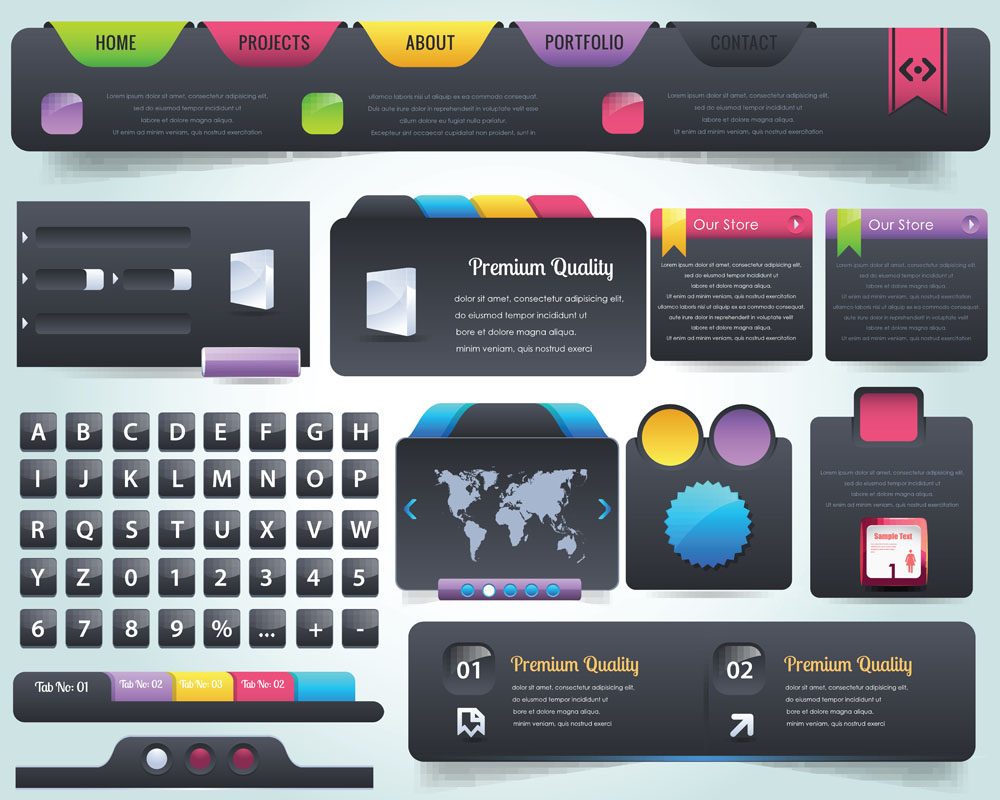 HOME
PROJECTS
ABOUT
PORTFOLIO
CONTACT
Lorem ipsum dolor sit amet, consectetur adipisicing elit,
sed do eiusmod tempor incididunt ut
labore et dolore magna aliqua.
Ut enim ad minim veniam, quis nostrud exercitation
ullamco laboris nisi ut aliquip ex ea commodo consequat.
Duis aute irure dolor in reprehenderit in voluptate velit esse
cillum dolore eu fugiat nulla pariatur.
Excepteur sint occaecat cupidatat non proident, sunt in
Lorem ipsum dolor sit amet, consectetur adipisicing elit,
sed do eiusmod tempor incididunt ut
labore et dolore magna aliqua.
Ut enim ad minim veniam, quis nostrud exercitation
Premium Quality
dolor sit amet, consectetur adipisicing elit,
do eiusmod tempor incididunt ut
bore et dolore magna aliqua.
minim veniam, quis nostrud exerci
Our Store
Lorem ipsum dolor sit amet, consectetur adipisicing elit,
sed do eiusmod tempor incididunt ut
labore et dolore magna aliqua.
Ut enim ad minim veniam, quis nostrud exercitation
ullamco laboris nisi ut aliquip ex ea commodo consequat.
aute irure dolor in reprehenderit in voluptate
sed do eiusmod tempor incididunt ut
labore et dolore magna aliqua.
Ut enim ad minim veniam, quis nostrud exercitation
Our Store
Lorem ipsum dolor sit amet, consectetur adipisicing elit,
sed do eiusmod tempor incididunt ut
labore et dolore magna aliqua.
Ut enim ad minim veniam, quis nostrud exercitation
ullamco laboris nisi ut aliquip ex ea commodo consequat.
aute irure dolor in reprehenderit in voluptate
sed do eiusmod tempor incididunt ut
labore et dolore magna aliqua.
Ut enim ad minim veniam, quis nostrud exercitation
A B C D E F G H
I J K L M N O P
R Q S T U X V W
Y Z 0 1 2 3 4 5
6 7 8 9 % ... + -
Lorem ipsum dolor sit amet, consectetur adipisicing elit,
sed do eiusmod tempor incididunt ut
labore et dolore magna aliqua.
Ut enim ad minim veniam, quis nostrud exercitation
Sample Text
1
Tab No: 01
Tab No: 02
Tab No: 03
Tab No: 02
01
Premium Quality
dolor sit amet, consectetur adipisicing elit,
do eiusmod tempor incididunt ut
bore et dolore magna aliqua.
minim veniam, quis nostrud exerci
02
Premium Quality
dolor sit amet, consectetur adipisicing elit,
do eiusmod tempor incididunt ut
bore et dolore magna aliqua.
minim veniam, quis nostrud exerci